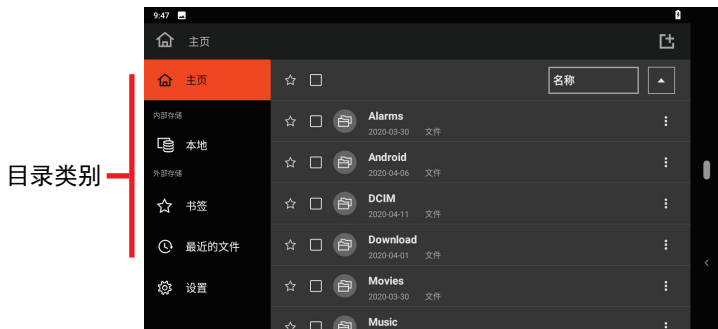 9:47
主页
目录类别
主页
内部存储
本地
外部存储
书签
最近的文件
设置
名称
Alarms
2020-03-30 文件
Android
2020-04-06 文件
DCIM
2020-04-11 文件
Download
2020-04-01 文件
Movies
2020-03-30 文件
Music